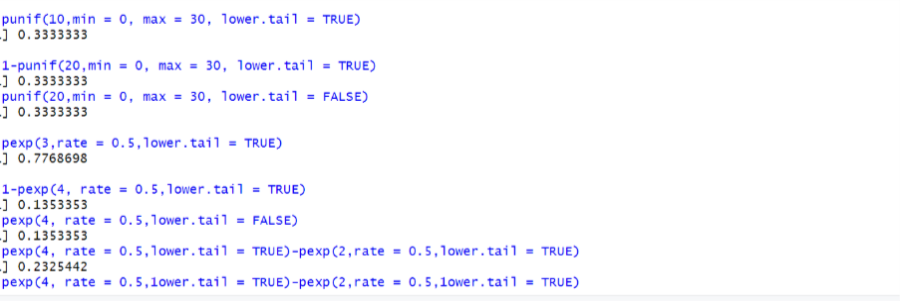 punif(10,min = 0, max = 30, lower.tail = TRUE)
] 0.3333333
1-punif(20,min = 0, max = 30, lower.tail = TRUE)
] 0.3333333
punif(20,min = 0, max = 30, lower.tail = FALSE)
] 0.3333333
pexp(3,rate = 0.5,lower.tail = TRUE)
] 0.7768698
1-pexp(4, rate = 0.5,lower.tail = TRUE)
] 0.1353353
pexp(4, rate = 0.5,lower.tail = FALSE)
] 0.1353353
pexp(4, rate = 0.5,lower.tail = TRUE)-pexp(2,rate = 0.5,lower.tail = TRUE)
] 0.2325442
pexp(4, rate = 0.5,lower.tail = TRUE)-pexp(2,rate = 0.5,lower.tail = TRUE)